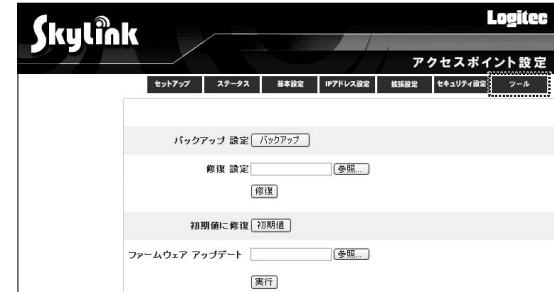 Skylink
Logitec
アクセスポイント設定
セットアップ ステータス 基本設定 IPアドレス設定 拡張設定 セキュリティ設定 ツール
バックアップ 設定 バックアップ
修復 設定 参照...
修復
初期値に修復 初期値
ファームウェア アップデート 参照...
実行